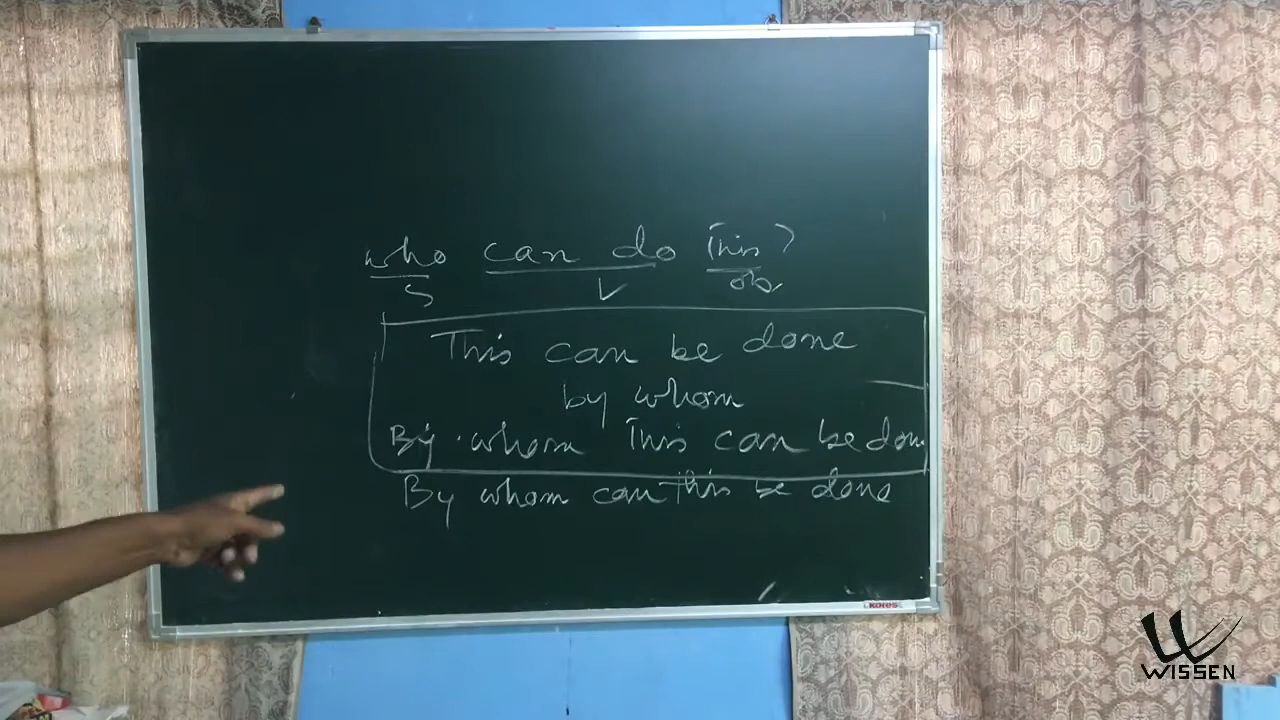 who can do This?
S V ob
This can be done
by whom
By whom This can be done
By whom can This be done
Kores
WISSEN